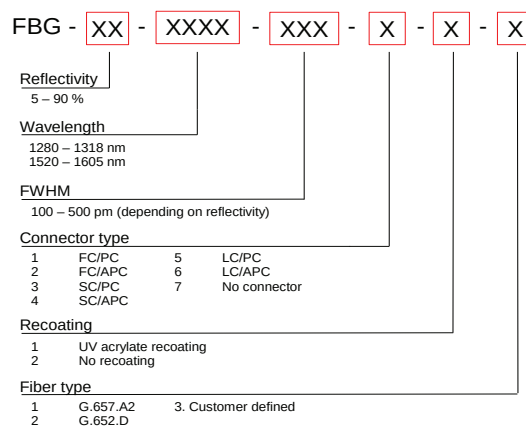 FBG - XX - XXXX - XXX - X - X - X
Reflectivity
5 – 90 %
Wavelength
1280 – 1318 nm
1520 – 1605 nm
FWHM
100 – 500 pm (depending on reflectivity)
Connector type
1 FC/PC 5 LC/PC
2 FC/APC 6 LC/APC
3 SC/PC 7 No connector
4 SC/APC
Recoating
1 UV acrylate recoating
2 No recoating
Fiber type
1 G.657.A2 3. Customer defined
2 G.652.D